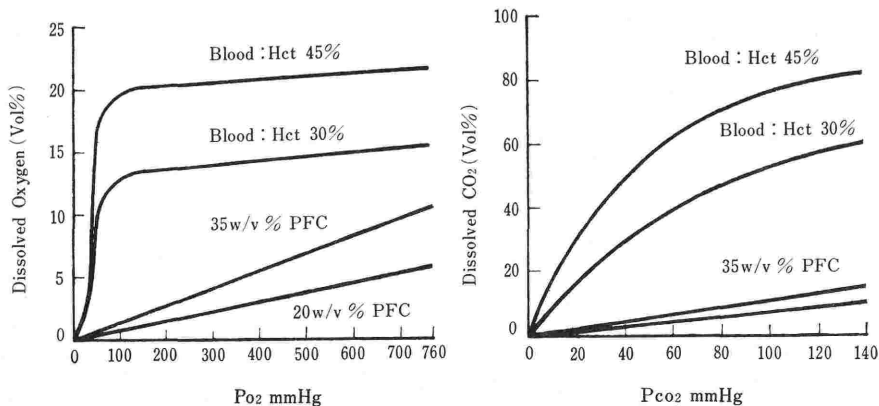 25
20
15
10
5
0
Dissolved Oxygen (Vol%)
Blood : Hct 45%
Blood : Hct 30%
35w/v % PFC
20w/v % PFC
0 100 200 300 400 500 600 700 760
Po₂ mmHg
100
80
60
40
20
0
Dissolved CO₂ (Vol%)
Blood : Hct 45%
Blood : Hct 30%
35w/v % PFC
0 20 40 60 80 100 120 140
Pco₂ mmHg